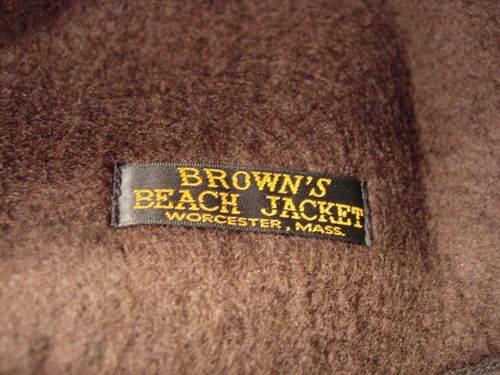 BROWN'S
BEACH JACKET
WORCESTER, MASS.